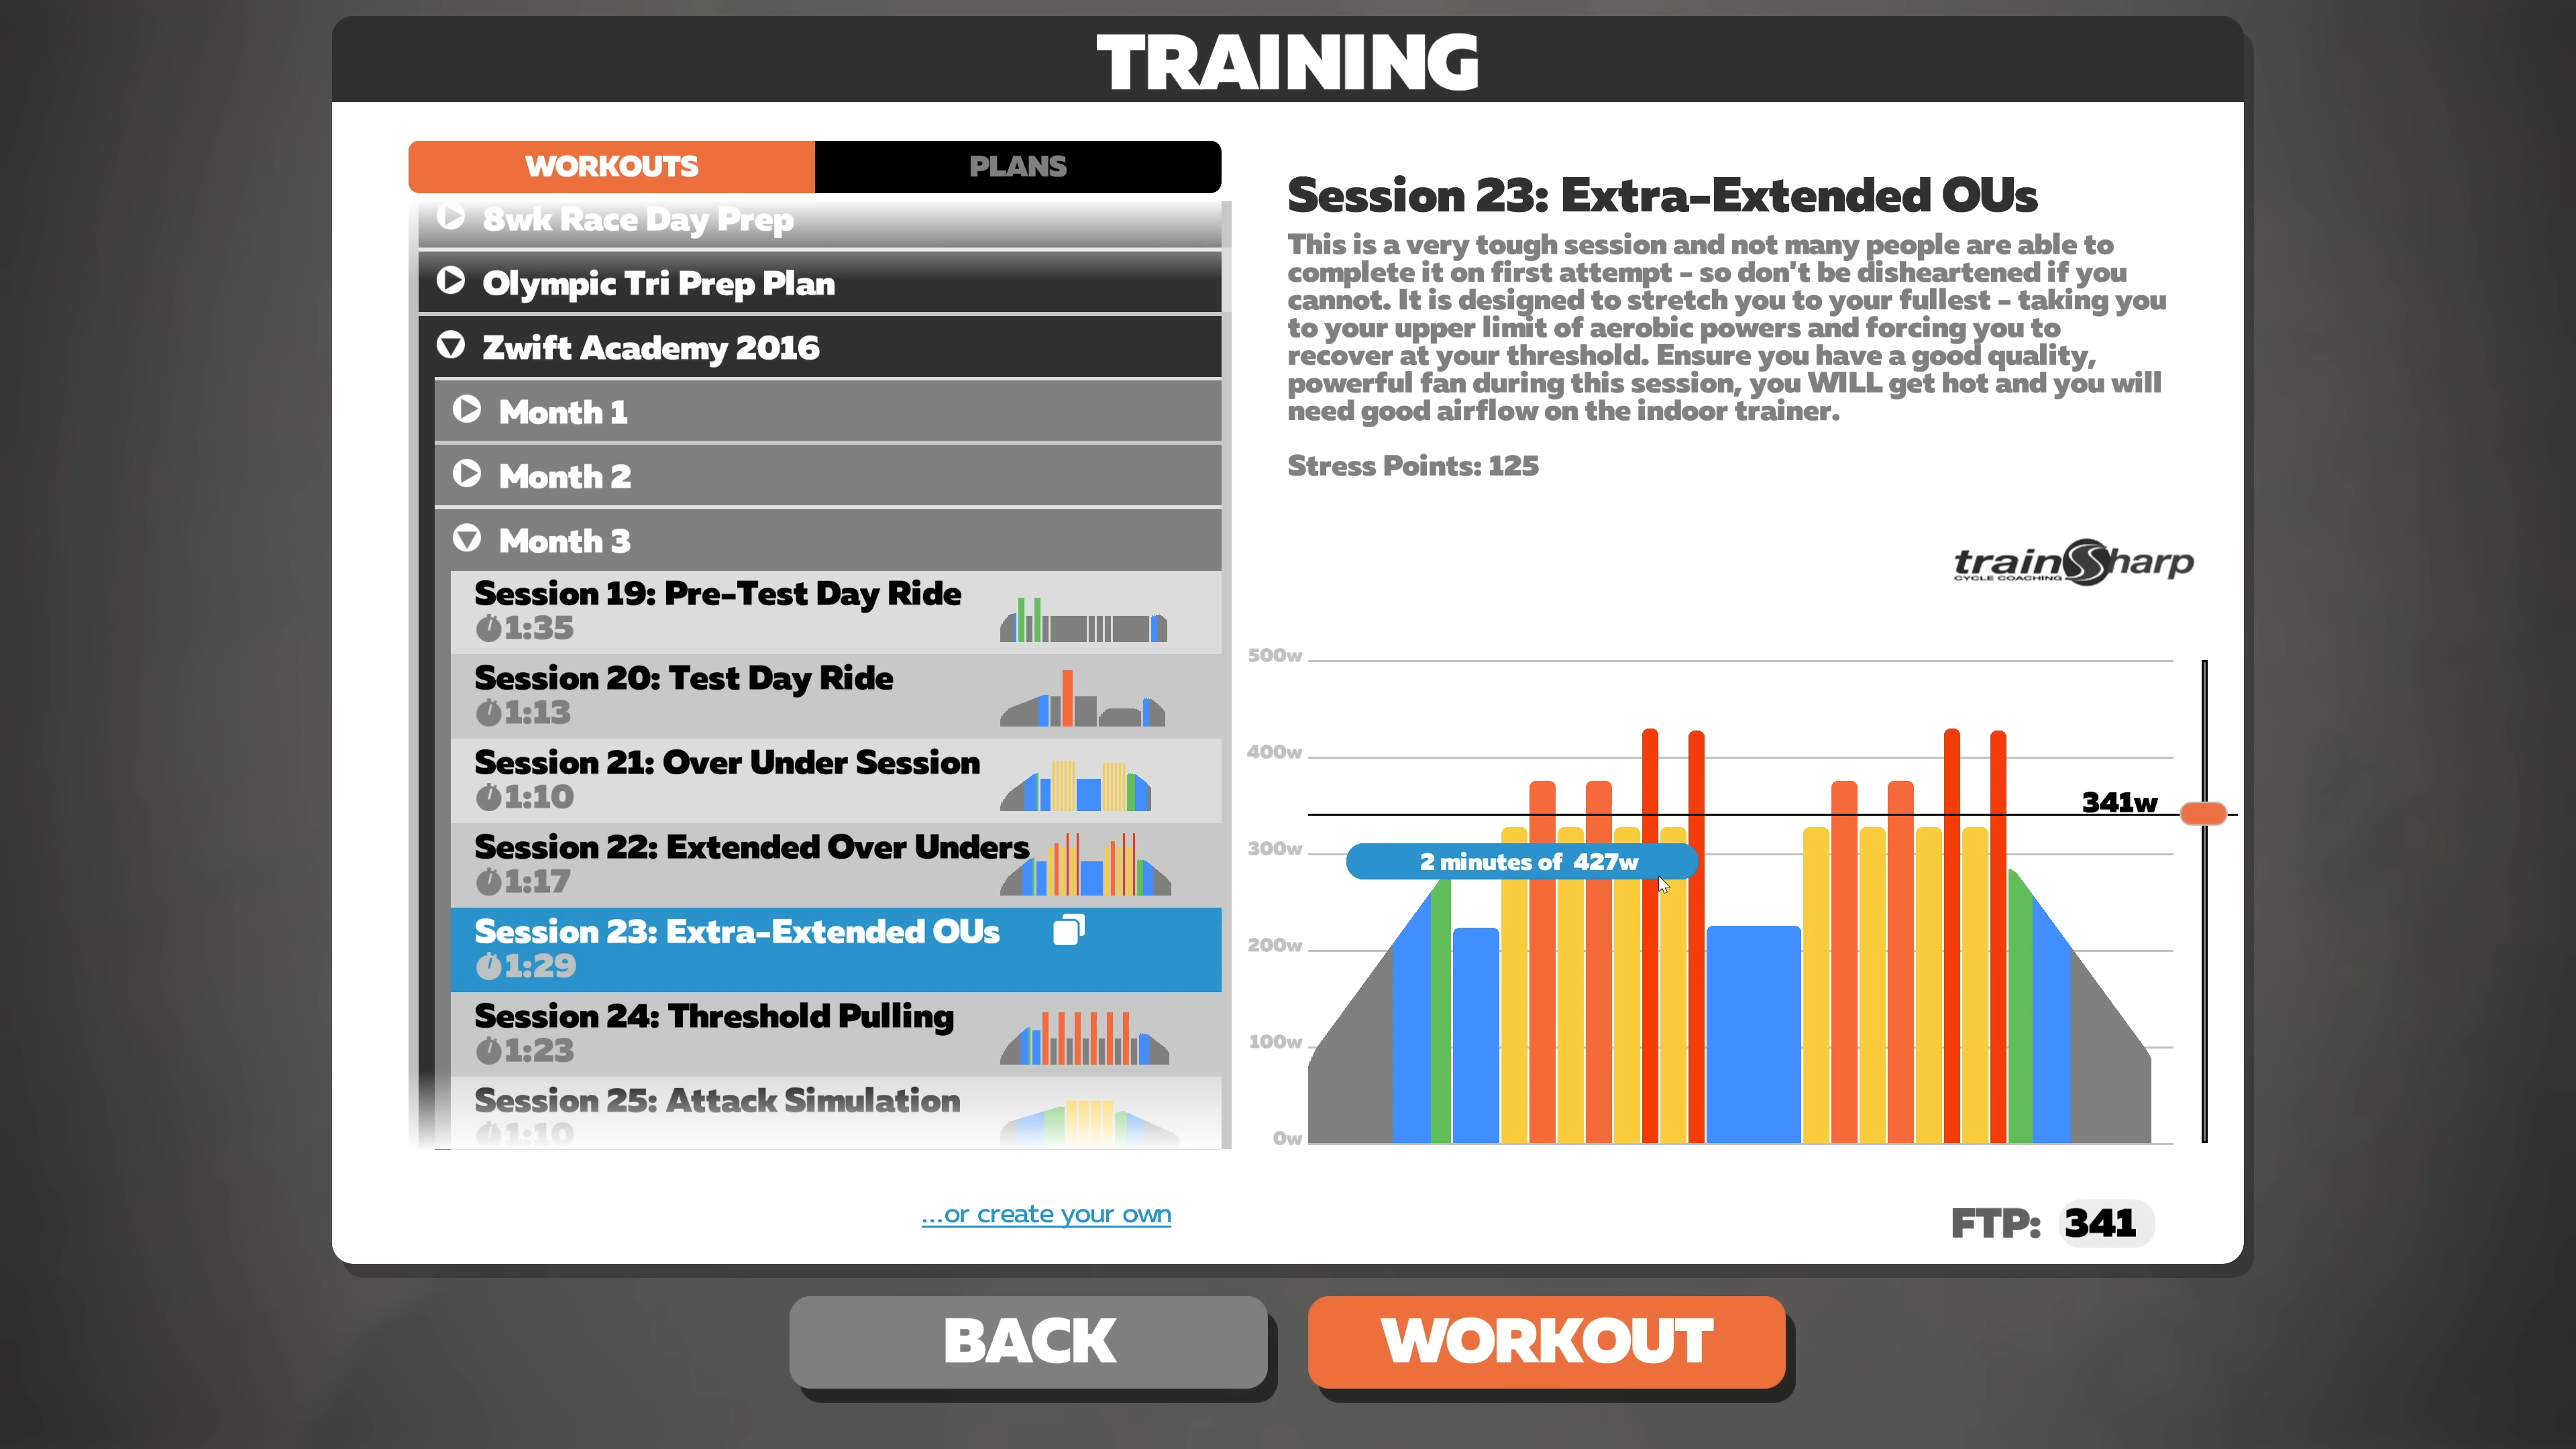 TRAINING
WORKOUTS
PLANS
8wk Race Day Prep
Olympic Tri Prep Plan
Zwift Academy 2016
Month 1
Month 2
Month 3
Session 19: Pre-Test Day Ride
1:35
Session 20: Test Day Ride
1:13
Session 21: Over Under Session
1:10
Session 22: Extended Over Unders
1:17
Session 23: Extra-Extended OUs
1:29
Session 24: Threshold Pulling
1:23
Session 25: Attack Simulation
1:10
...or create your own
Session 23: Extra-Extended OUs
This is a very tough session and not many people are able to
complete it on first attempt - so don't be disheartened if you
cannot. It is designed to stretch you to your fullest - taking you
to your upper limit of aerobic powers and forcing you to
recover at your threshold. Ensure you have a good quality,
powerful fan during this session, you WILL get hot and you will
need good airflow on the indoor trainer.
Stress Points: 125
trainSharp
CYCLE COACHING
500w
400w
341w
300w
2 minutes of 427w
200w
100w
0w
FTP: 341
BACK
WORKOUT